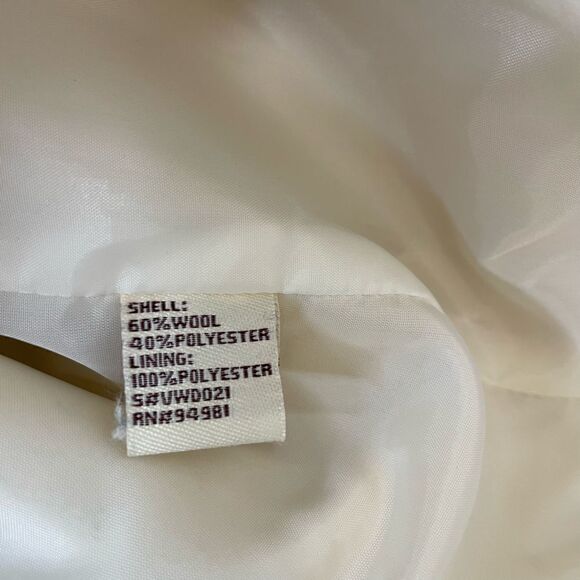 SHELL:
60%WOOL
40%POLYESTER
LINING:
100%POLYESTER
S#VWD021
RN#94981